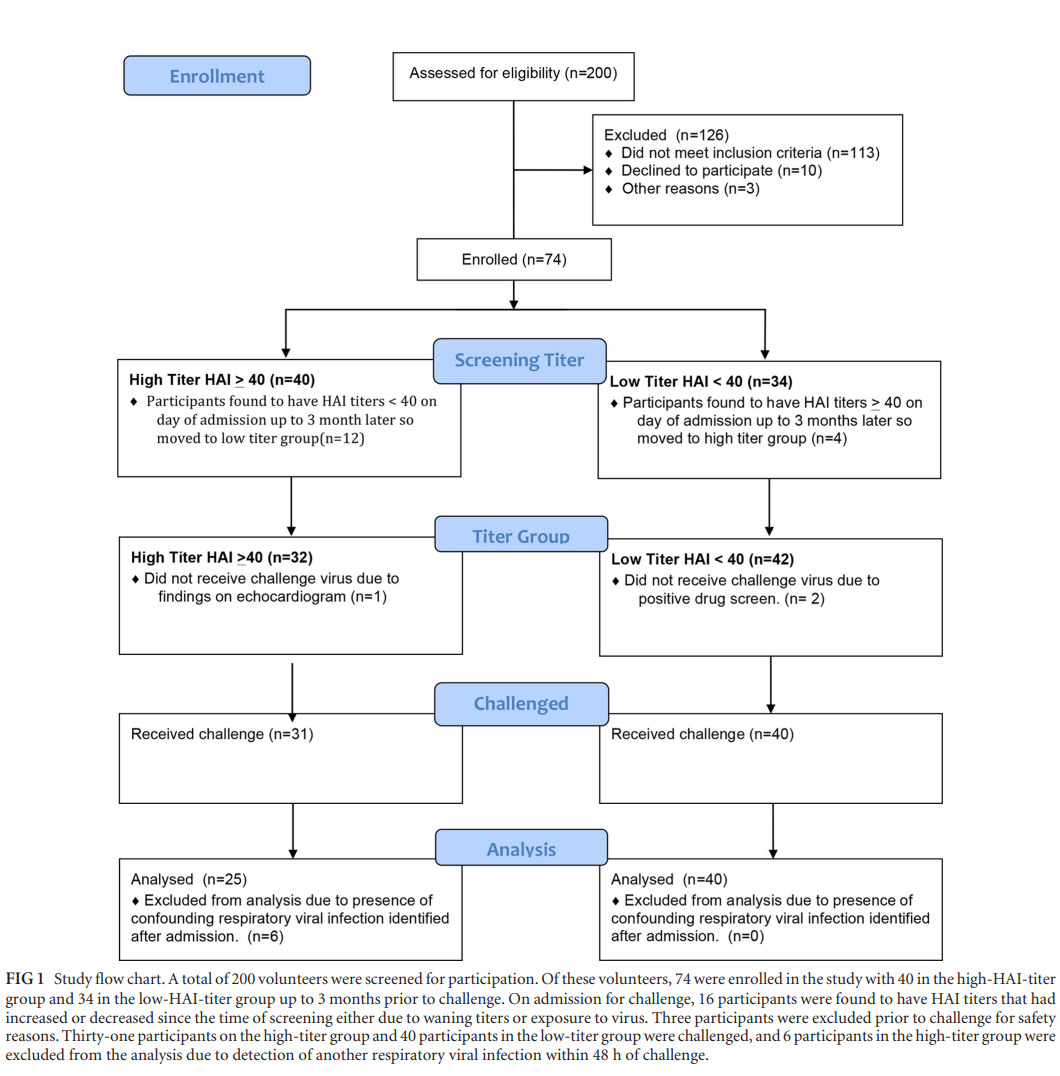 Enrollment
Assessed for eligibility (n=200)
Excluded (n=126)
♦ Did not meet inclusion criteria (n=113)
♦ Declined to participate (n=10)
♦ Other reasons (n=3)
Enrolled (n=74)
Screening Titer
High Titer HAI ≥ 40 (n=40)
♦ Participants found to have HAI titers < 40 on
day of admission up to 3 month later so
moved to low titer group(n=12)
Low Titer HAI < 40 (n=34)
♦ Participants found to have HAI titers ≥ 40 on
day of admission up to 3 months later so
moved to high titer group (n=4)
Titer Group
High Titer HAI ≥40 (n=32)
♦ Did not receive challenge virus due to
findings on echocardiogram (n=1)
Low Titer HAI < 40 (n=42)
♦ Did not receive challenge virus due to
positive drug screen. (n= 2)
Challenged
Received challenge (n=31)
Received challenge (n=40)
Analysis
Analysed (n=25)
♦ Excluded from analysis due to presence of
confounding respiratory viral infection identified
after admission. (n=6)
Analysed (n=40)
♦ Excluded from analysis due to presence of
confounding respiratory viral infection identified
after admission. (n=0)
FIG 1 Study flow chart. A total of 200 volunteers were screened for participation. Of these volunteers, 74 were enrolled in the study with 40 in the high-HAI-titer
group and 34 in the low-HAI-titer group up to 3 months prior to challenge. On admission for challenge, 16 participants were found to have HAI titers that had
increased or decreased since the time of screening either due to waning titers or exposure to virus. Three participants were excluded prior to challenge for safety
reasons. Thirty-one participants on the high-titer group and 40 participants in the low-titer group were challenged, and 6 participants in the high-titer group were
excluded from the analysis due to detection of another respiratory viral infection within 48 h of challenge.